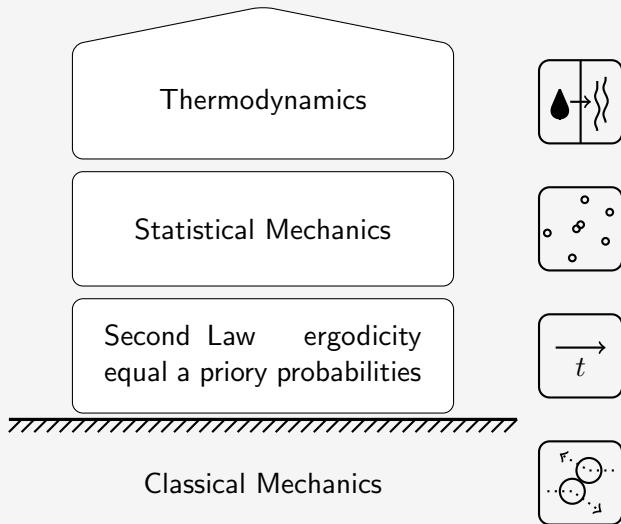 Thermodynamics
Statistical Mechanics
Second Law ergodicity
equal a priory probabilities
t
Classical Mechanics